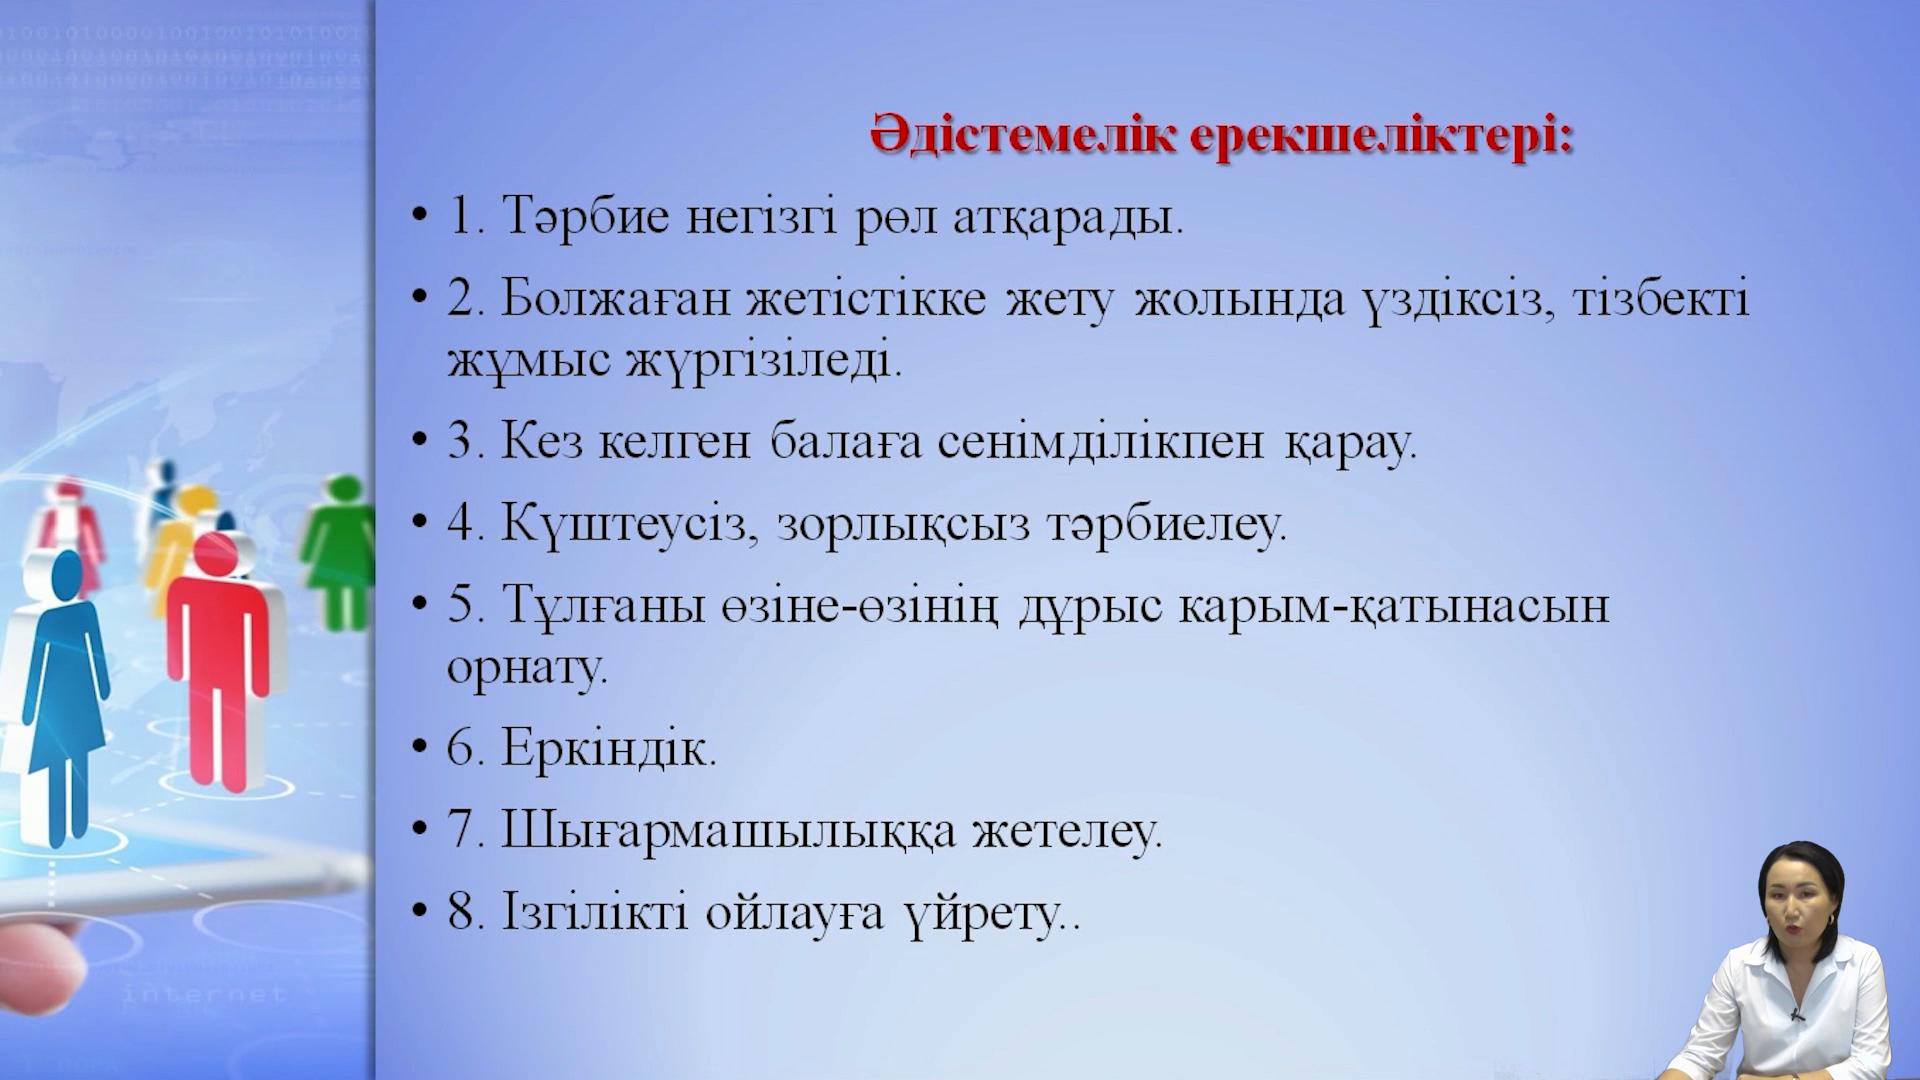 Әдістемелік ерекшеліктері:
• 1. Тәрбие негізгі рөл атқарады.
• 2. Болжаған жетістікке жету жолында үздіксіз, тізбекті
жұмыс жүргізіледі.
• 3. Кез келген балаға сенімділікпен қарау.
• 4. Күштеусіз, зорлықсыз тәрбиелеу.
• 5. Тұлғаны өзіне-өзінің дұрыс карым-қатынасын
орнату.
• 6. Еркіндік.
• 7. Шығармашылыққа жетелеу.
• 8. Ізгілікті ойлауға үйрету..
internet